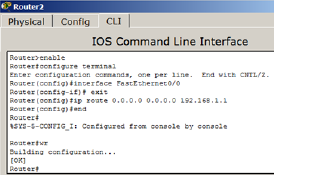 Router2
Physical Config CLI
IOS Command Line Interface
Router>enable
Router#configure terminal
Enter configuration commands, one per line. End with CNTL/Z.
Router(config)#interface FastEthernet0/0
Router(config-if)# exit
Router(config)#ip route 0.0.0.0 0.0.0.0 192.168.1.1
Router(config)#end
Router#
%SYS-5-CONFIG_I: Configured from console by console
Router#wr
Building configuration...
[OK]
Router#